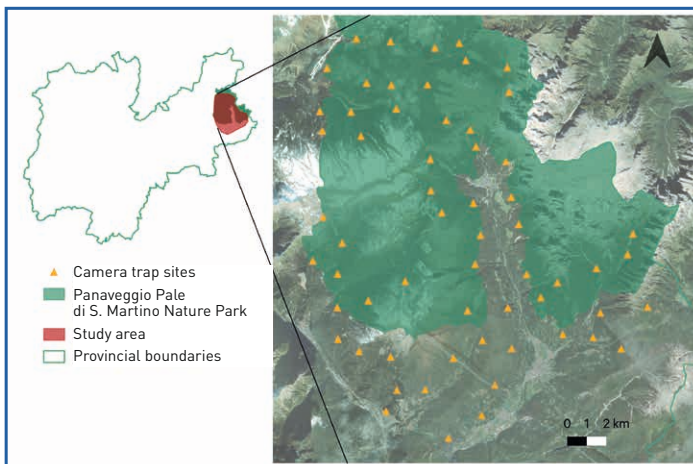 Camera trap sites
Panaveggio Pale
di S. Martino Nature Park
Study area
Provincial boundaries
0 1 2 km